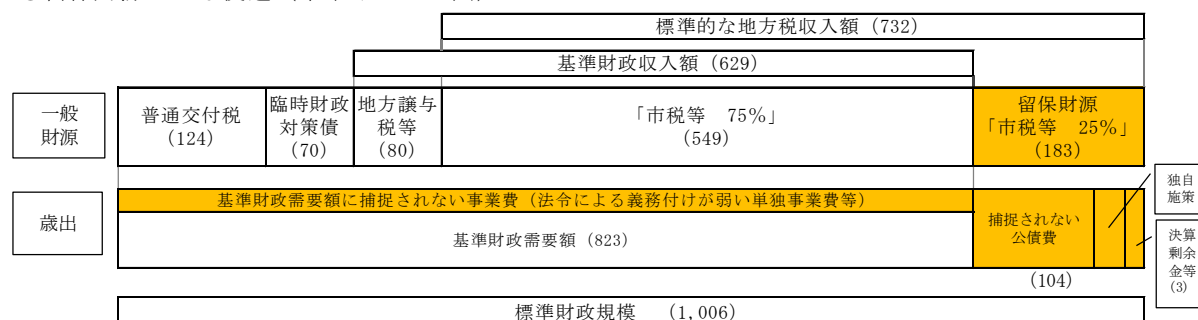 標準的な地方税収入額（732）
基準財政収入額（629）
一般
財源
普通交付税
（124）
臨時財政
対策債
（70）
地方譲与
税等
（80）
「市税等　75％」
（549）
留保財源
「市税等　25％」
（183）
歳出
基準財政需要額に捕捉されない事業費（法令による義務付けが弱い単独事業費等）
基準財政需要額（823）
捕捉されない
公債費
（104）
独自
施策
決算
剰余
金等
（3）
標準財政規模　（1,006）